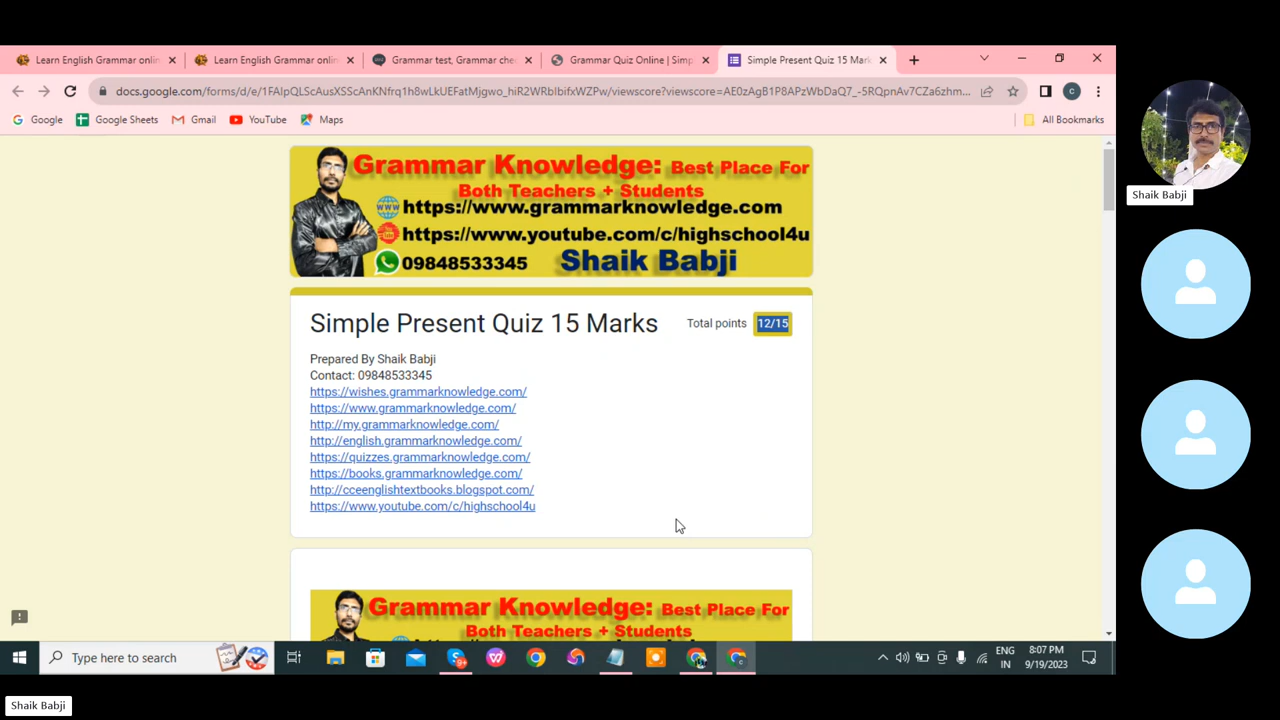 Learn English Grammar onlin
Learn English Grammar onlin
Grammar test, Grammar chec
Grammar Quiz Online | Simp
Simple Present Quiz 15 Mark
docs.google.com/forms/d/e/1FAIpQLScAusXSScAnKNfrq1h8wLkUEFatMjgwo_hiR2WRbIbifxWZPw/viewscore?viewscore=AE0zAgB1P8APzWbDaQ7_-5RQpnAv7CZa6zhm...
C
Google
Google Sheets
Gmail
YouTube
Maps
All Bookmarks
Grammar Knowledge: Best Place For
Both Teachers + Students
https://www.grammarknowledge.com
https://www.youtube.com/c/highschool4u
09848533345 Shaik Babji
Simple Present Quiz 15 Marks
Total points 12/15
Prepared By Shaik Babji
Contact: 09848533345
https://wishes.grammarknowledge.com/
https://www.grammarknowledge.com/
http://my.grammarknowledge.com/
http://english.grammarknowledge.com/
https://quizzes.grammarknowledge.com/
https://books.grammarknowledge.com/
http://cceenglishtextbooks.blogspot.com/
https://www.youtube.com/c/highschool4u
Grammar Knowledge: Best Place For
Both Teachers + Students
Type here to search
ENG
IN
8:07 PM
9/19/2023
Shaik Babji
Shaik Babji